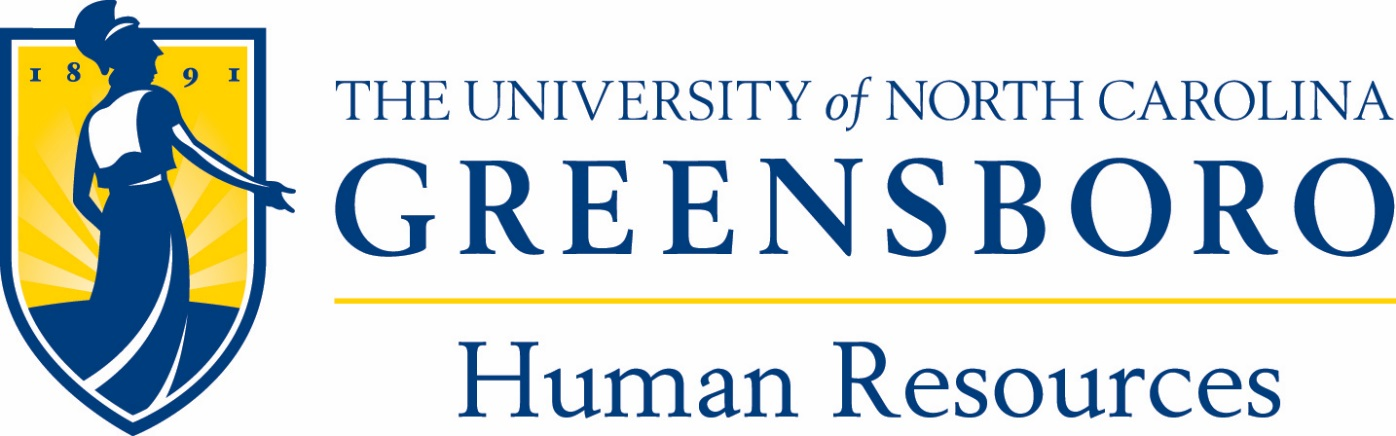 1891
THE UNIVERSITY of NORTH CAROLINA
GREENSBORO
Human Resources